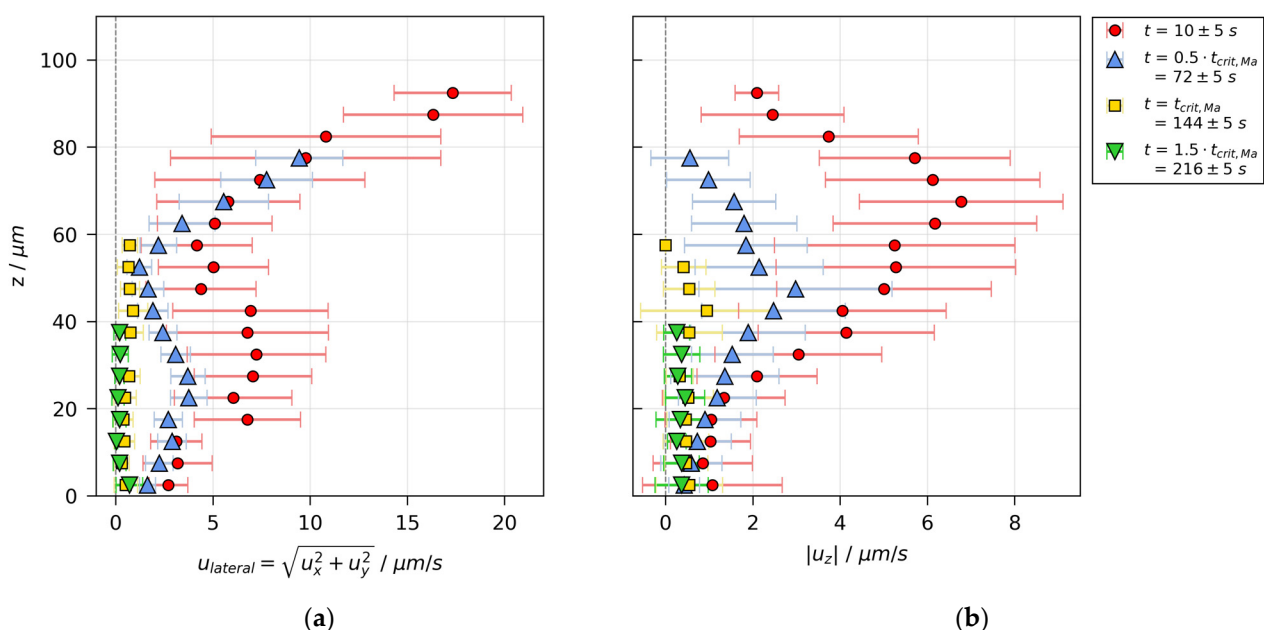 100
80
60
40
20
0
z / μm
0 5 10 15 20
u_lateral = √(u_x^2 + u_y^2) / μm/s
(a)
0 2 4 6 8
|u_z| / μm/s
(b)
t = 10 ± 5 s
t = 0.5 · t_crit,Ma
= 72 ± 5 s
t = t_crit,Ma
= 144 ± 5 s
t = 1.5 · t_crit,Ma
= 216 ± 5 s